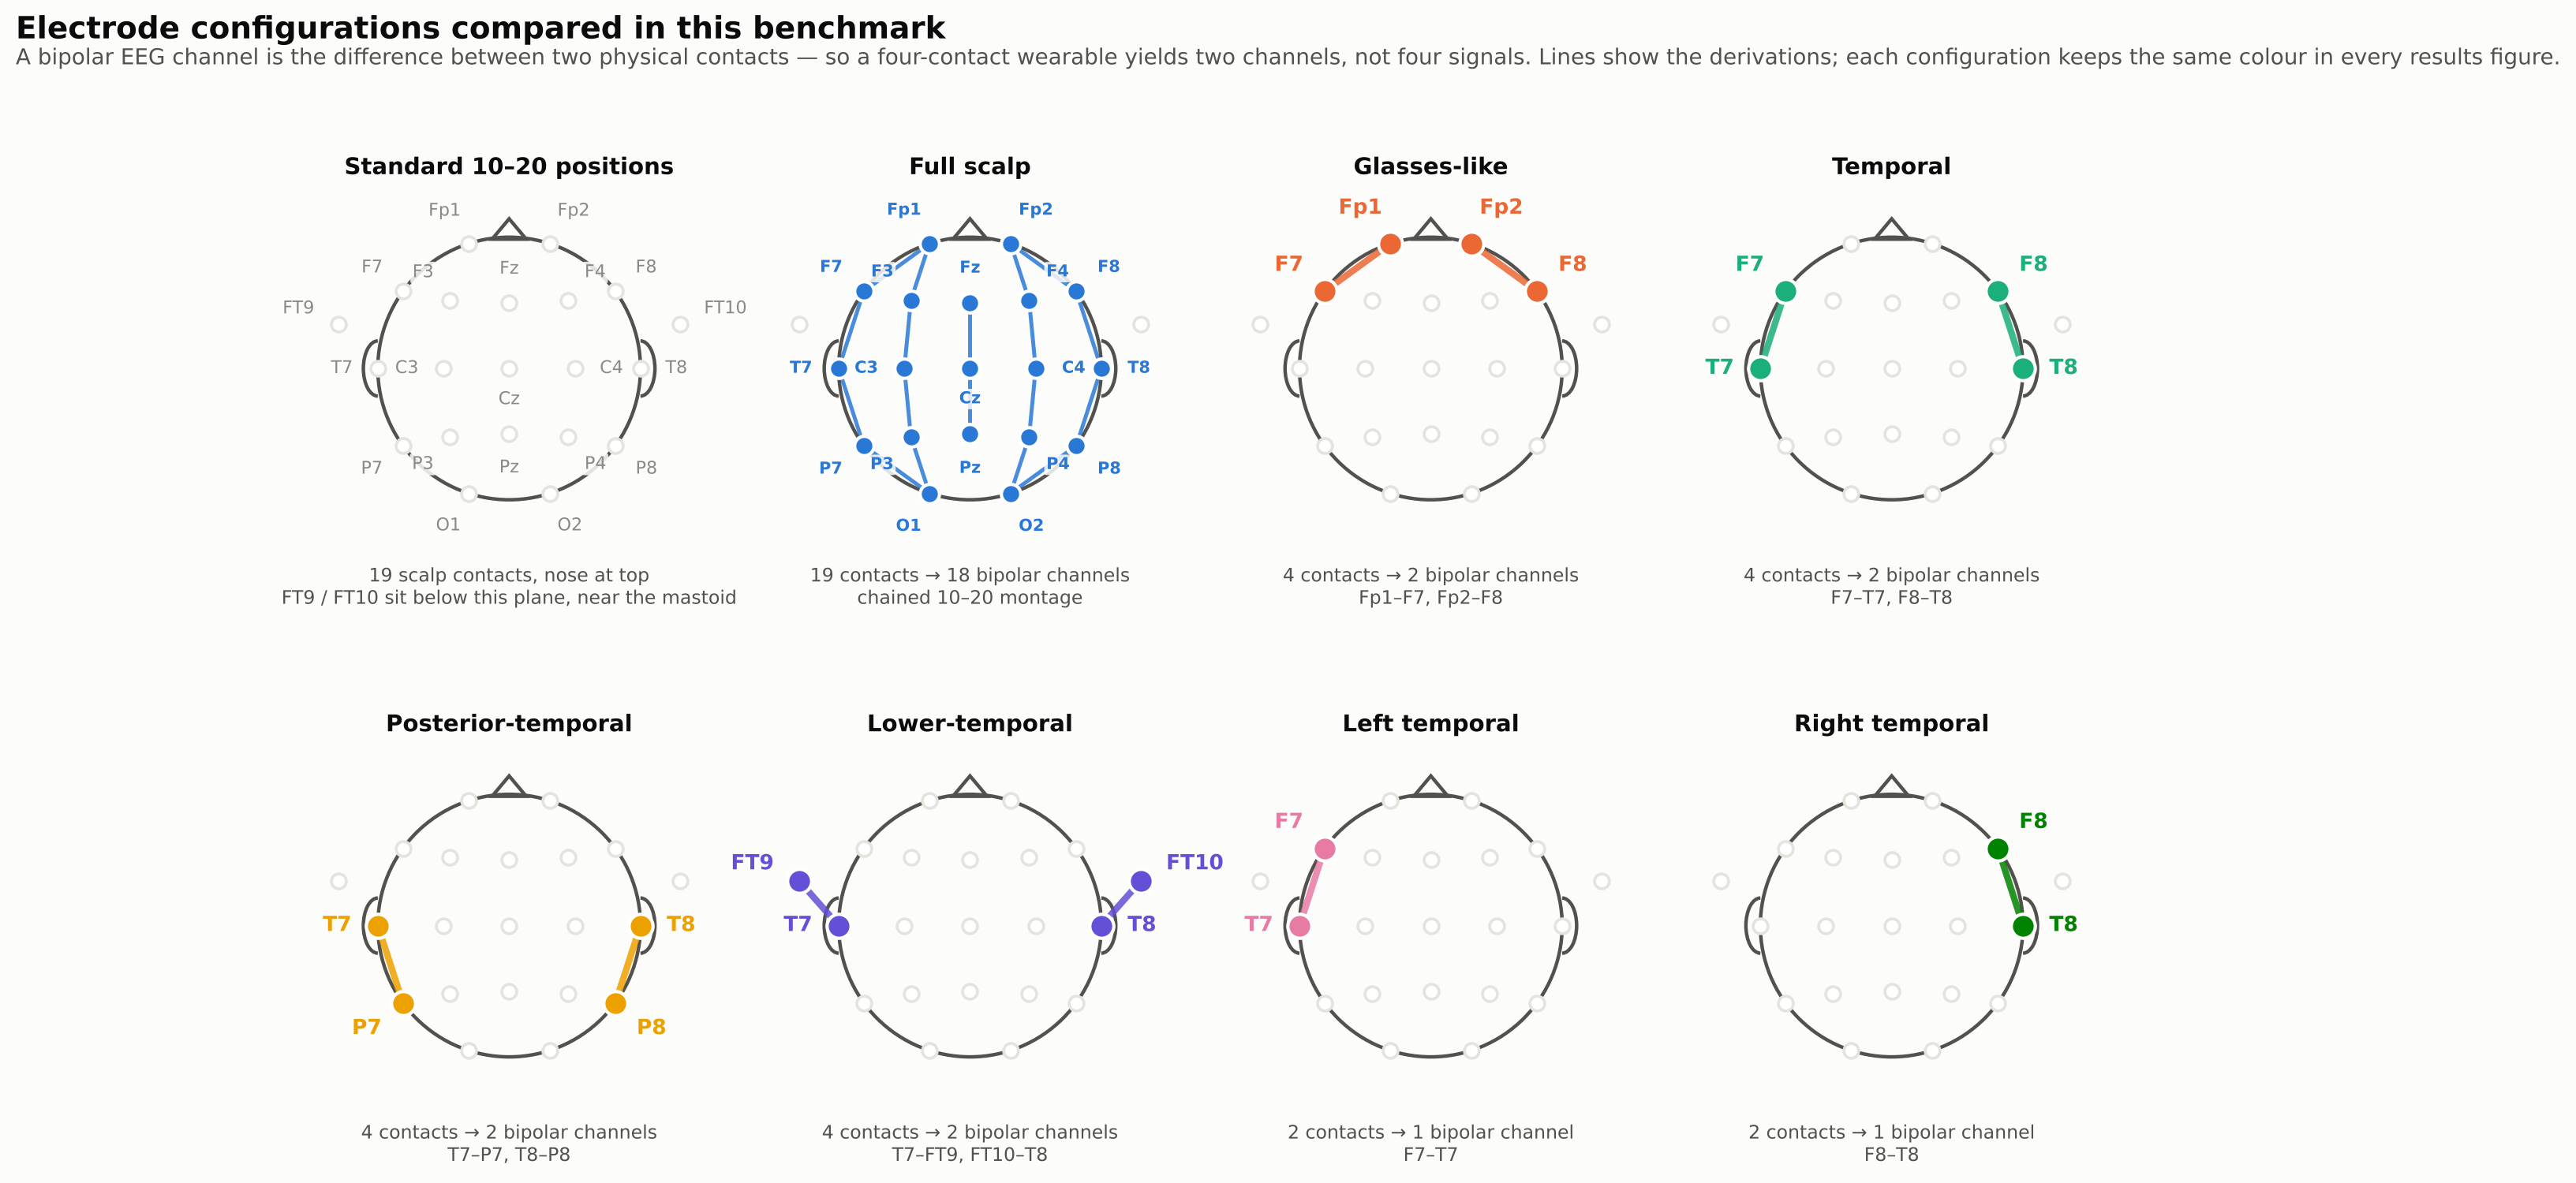 Electrode configurations compared in this benchmark
A bipolar EEG channel is the difference between two physical contacts — so a four-contact wearable yields two channels, not four signals. Lines show the derivations; each configuration keeps the same colour in every results figure.
Standard 10–20 positions
Fp1 Fp2
F7 F3 Fz F4 F8
FT9 FT10
T7 C3 C4 T8
Cz
P7 P3 Pz P4 P8
O1 O2
19 scalp contacts, nose at top
FT9 / FT10 sit below this plane, near the mastoid
Full scalp
Fp1 Fp2
F7 F3 Fz F4 F8
T7 C3 C4 T8
Cz
P7 P3 Pz P4 P8
O1 O2
19 contacts → 18 bipolar channels
chained 10–20 montage
Glasses-like
Fp1 Fp2
F7 F8
4 contacts → 2 bipolar channels
Fp1–F7, Fp2–F8
Temporal
F7 F8
T7 T8
4 contacts → 2 bipolar channels
F7–T7, F8–T8
Posterior-temporal
T7 T8
P7 P8
4 contacts → 2 bipolar channels
T7–P7, T8–P8
Lower-temporal
FT9 FT10
T7 T8
4 contacts → 2 bipolar channels
T7–FT9, FT10–T8
Left temporal
F7
T7
2 contacts → 1 bipolar channel
F7–T7
Right temporal
F8
T8
2 contacts → 1 bipolar channel
F8–T8